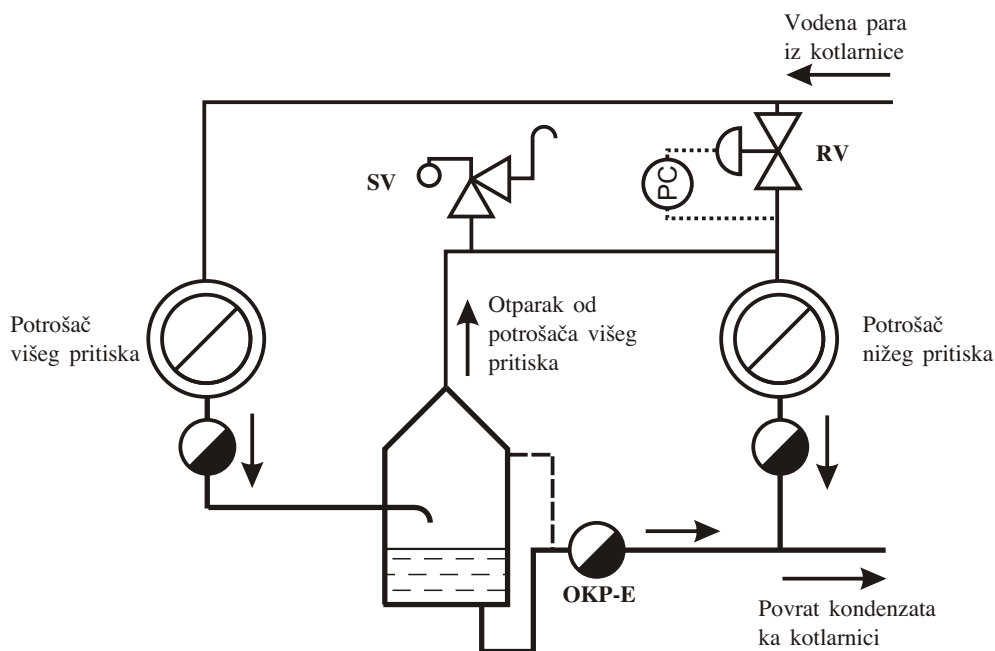 Vodena para
iz kotlarnice
SV
RV
PC
Potrošač
višeg pritiska
Otparak od
potrošača višeg
pritiska
Potrošač
nižeg pritiska
OKP-E
Povrat kondenzata
ka kotlarnici